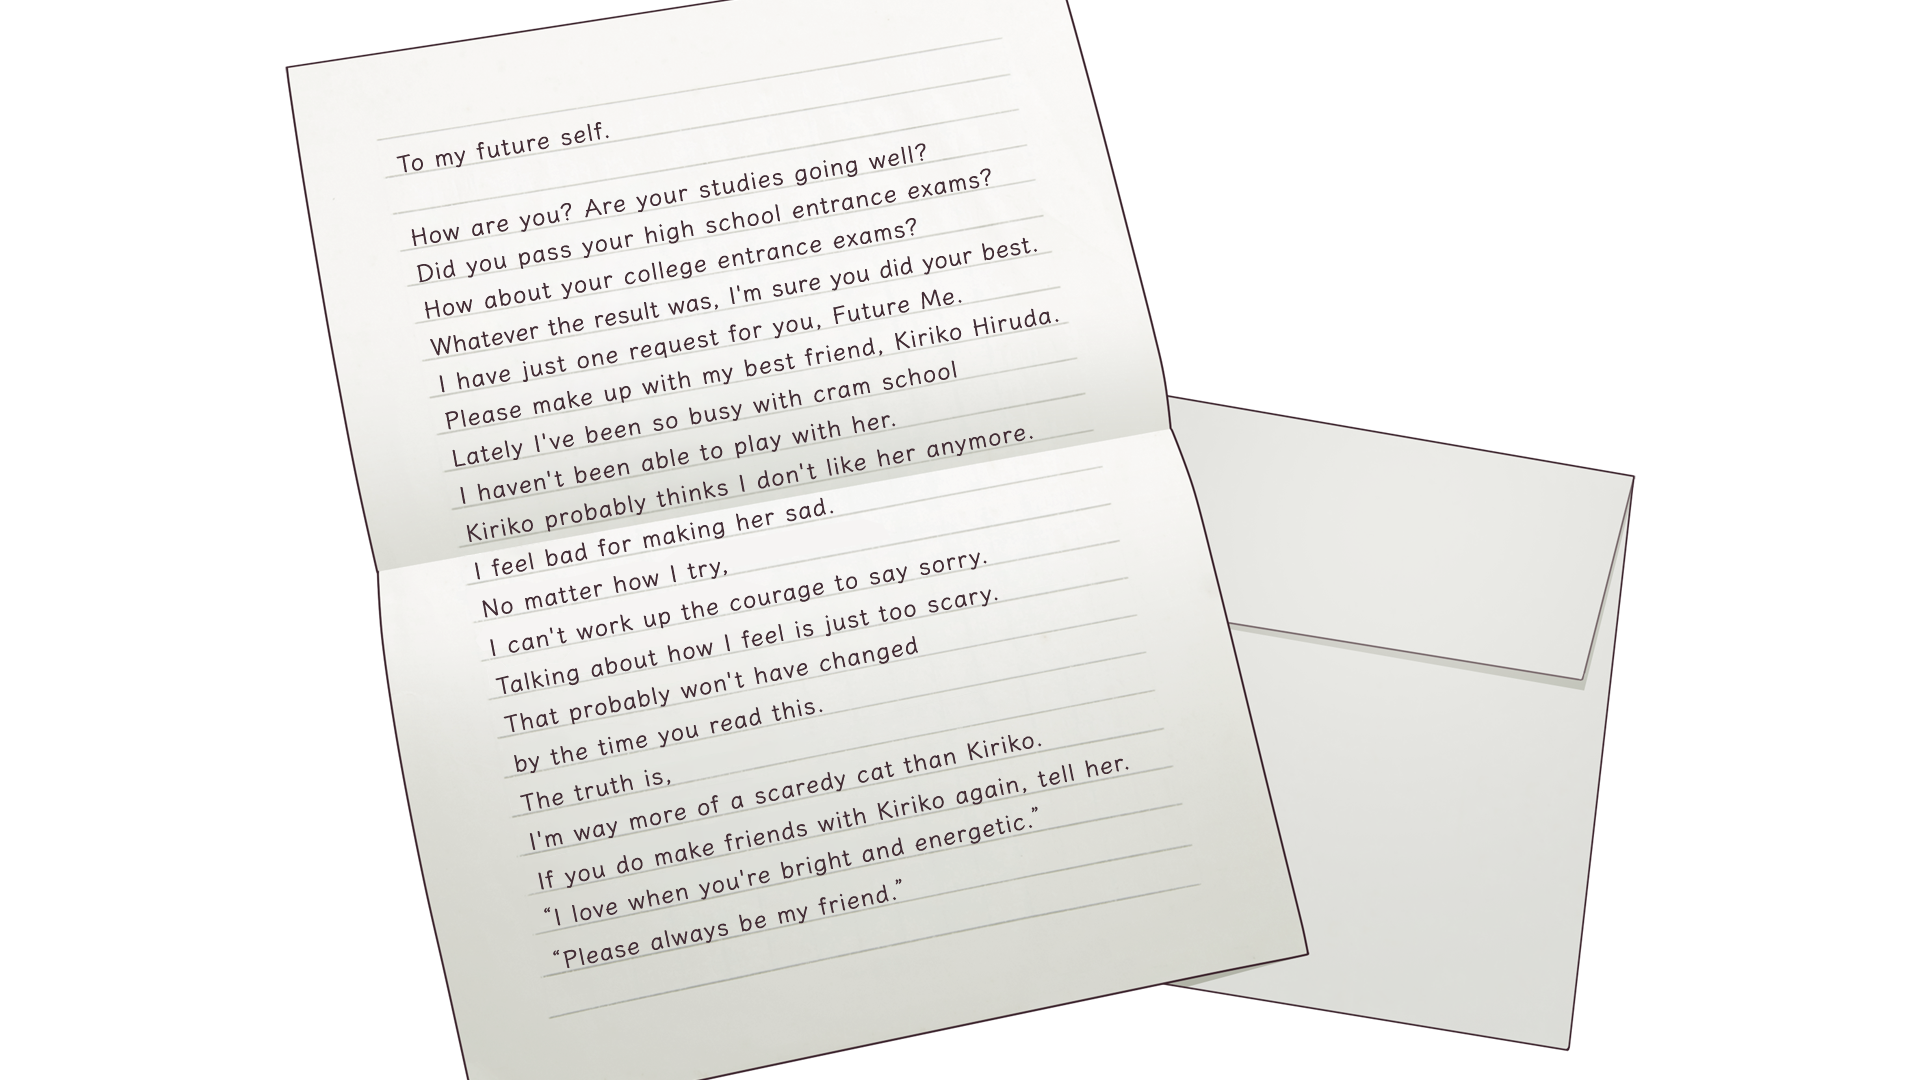 To my future self.
How are you? Are your studies going well?
Did you pass your high school entrance exams?
How about your college entrance exams?
Whatever the result was, I'm sure you did your best.
I have just one request for you, Future Me.
Please make up with my best friend, Kiriko Hiruda.
Lately I've been so busy with cram school
I haven't been able to play with her.
Kiriko probably thinks I don't like her anymore.
I feel bad for making her sad.
No matter how I try,
I can't work up the courage to say sorry.
Talking about how I feel is just too scary.
That probably won't have changed
by the time you read this.
The truth is,
I'm way more of a scaredy cat than Kiriko.
If you do make friends with Kiriko again, tell her.
“I love when you're bright and energetic.”
“Please always be my friend.”